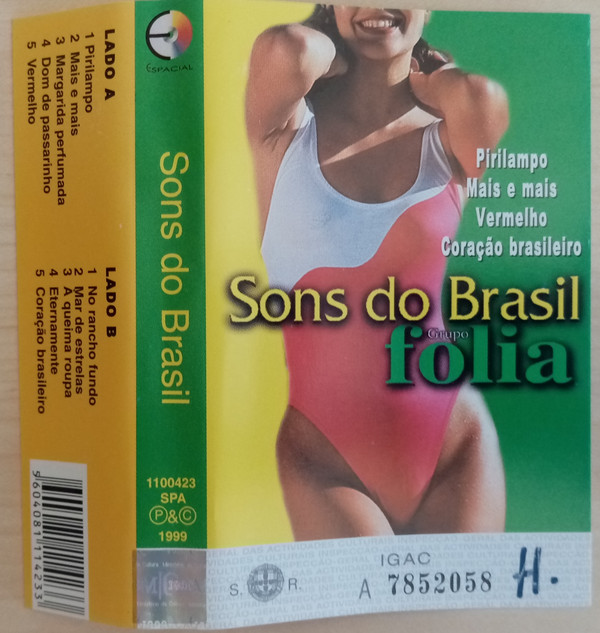 LADO A
1 Pirilampo
2 Mais e mais
3 Margarida perfumada
4 Dom de passarinho
5 Vermelho
LADO B
1 No rancho fundo
2 Mar de estrelas
3 À queima roupa
4 Eternamente
5 Coração brasileiro
5604081114233
ESPACIAL
Sons do Brasil
1100423
SPA
Ⓟ&Ⓒ
1999
Pirilampo
Mais e mais
Vermelho
Coração brasileiro
Sons do Brasil
Grupo
folia
IGAC
S. R.
A 7852058 H.